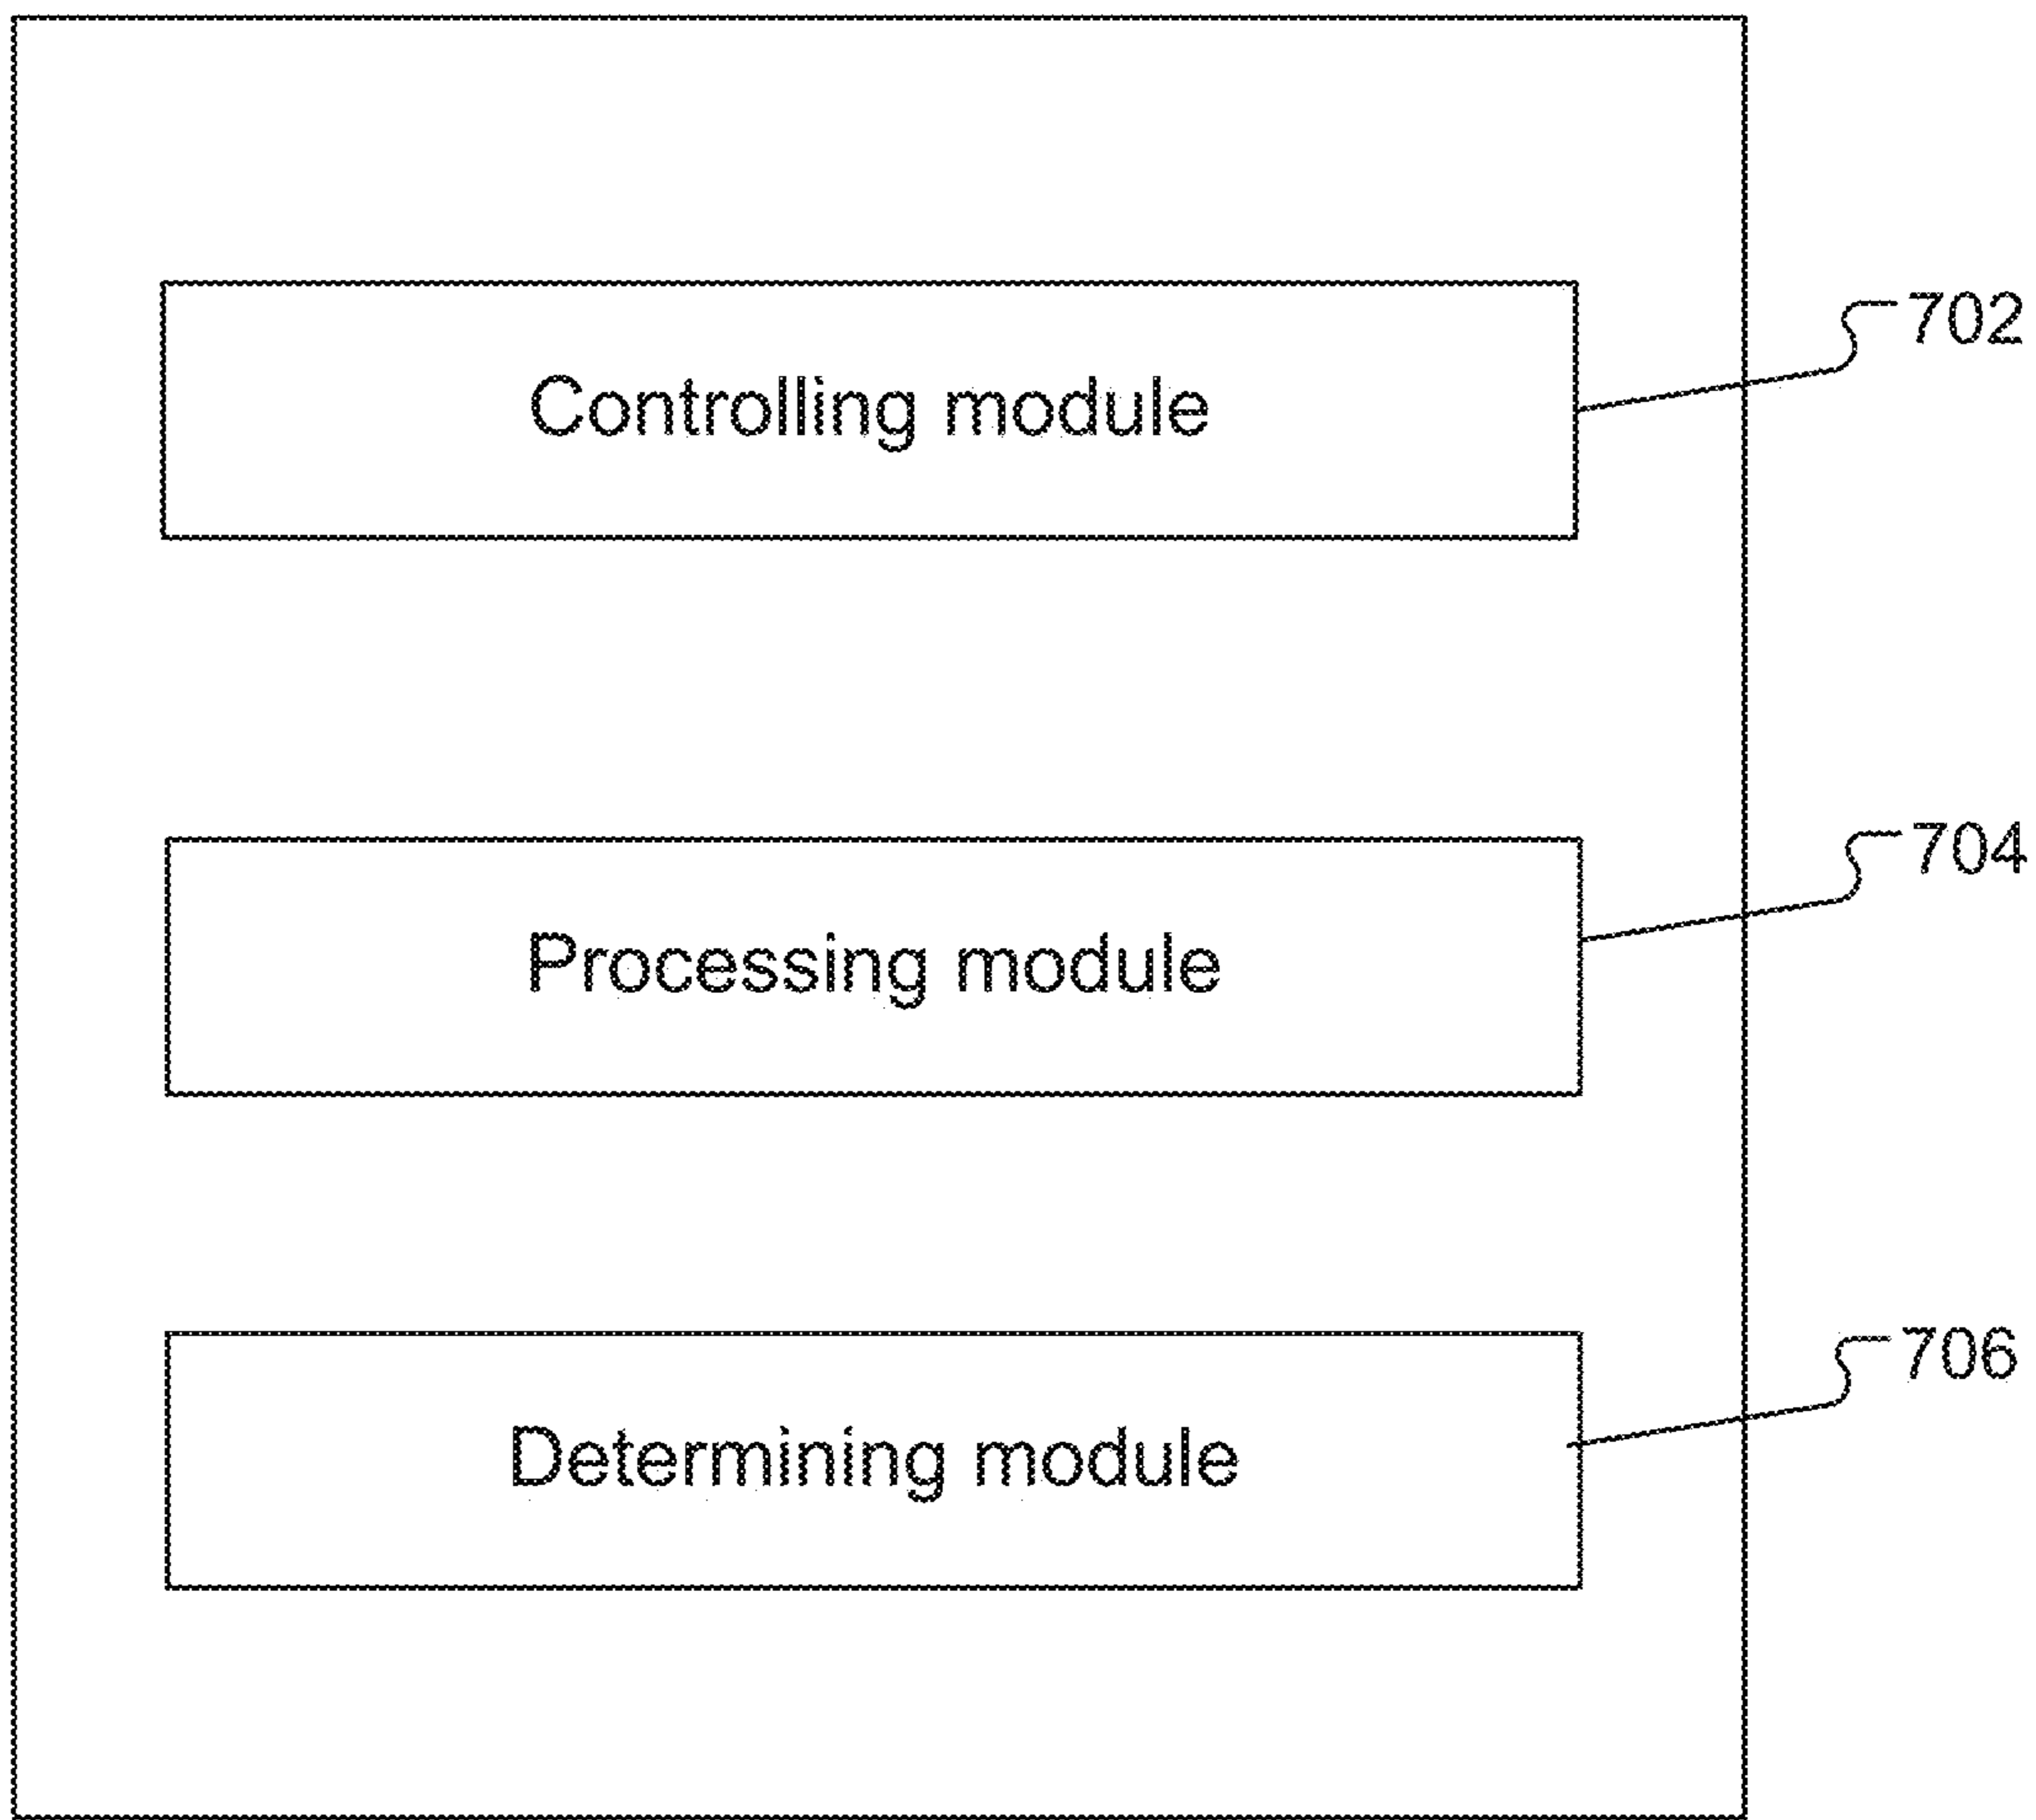 Controlling module
702
Processing module
704
Determining module
706